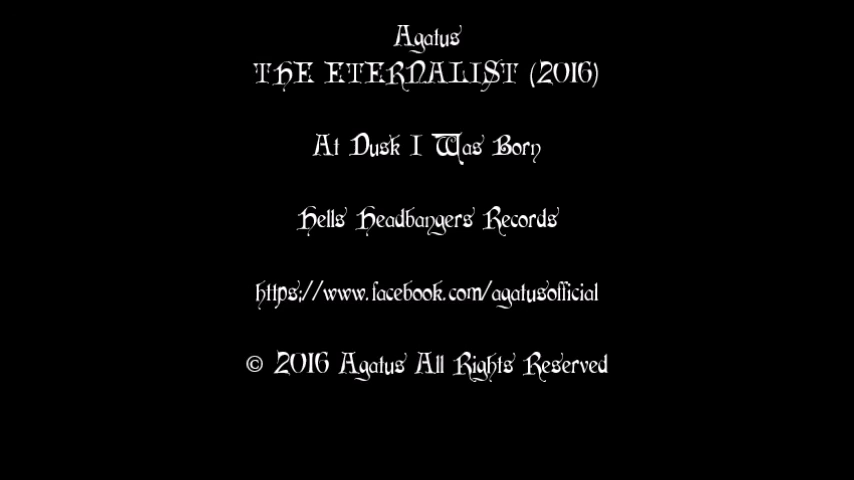 Agatus
THE ETERNALIST (2016)
At Dusk I Was Born
Hells Headbangers Records
https://www.facebook.com/agatusofficial
© 2016 Agatus All Rights Reserved